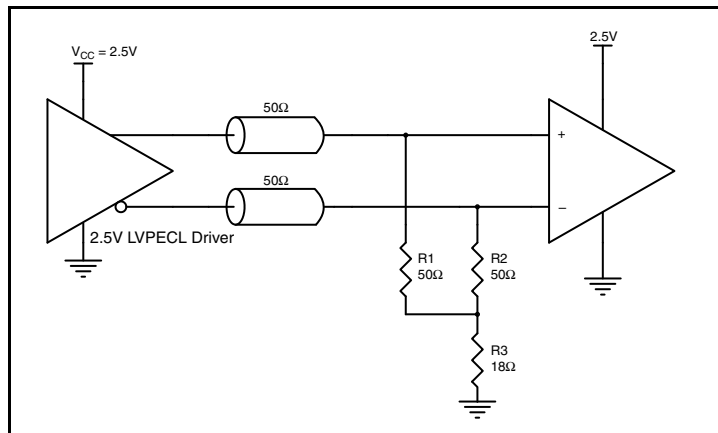 V_CC = 2.5V
2.5V
50Ω
50Ω
+
–
2.5V LVPECL Driver
R1
50Ω
R2
50Ω
R3
18Ω